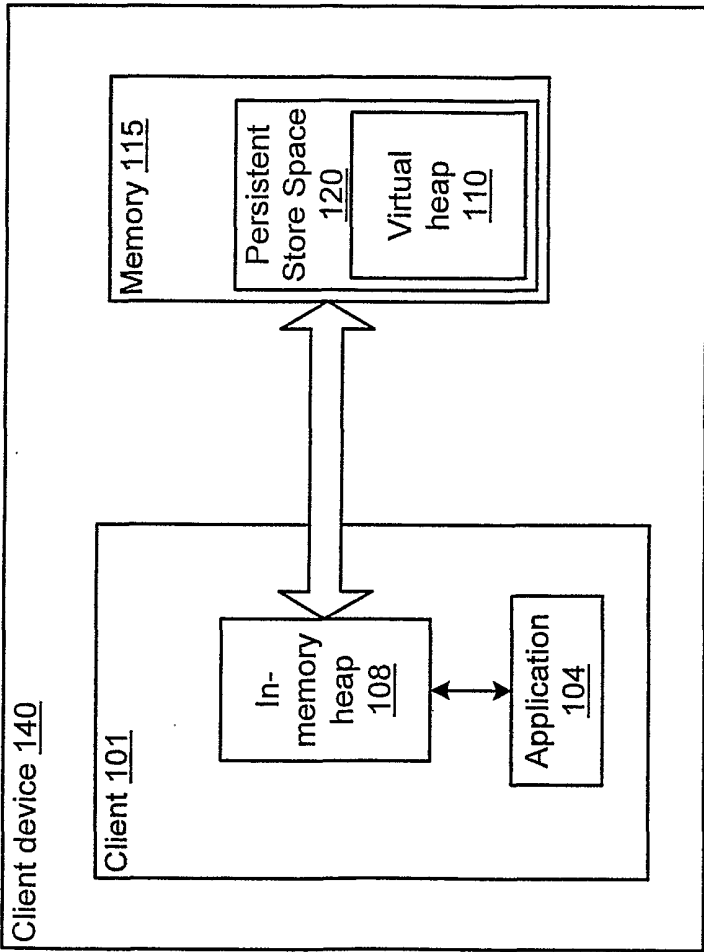 Client device 140
Client 101
In-
memory
heap
108
Application
104
Memory 115
Persistent
Store Space
120
Virtual
heap
110